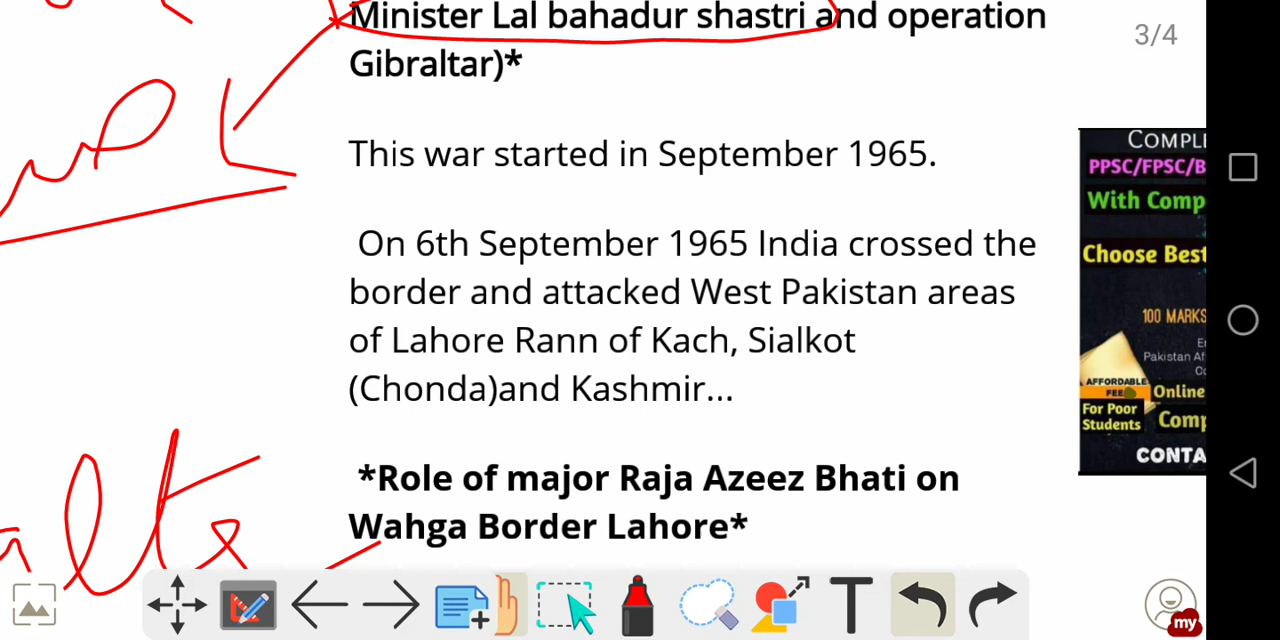 Minister Lal bahadur shastri and operation
Gibraltar)*
3/4
This war started in September 1965.
On 6th September 1965 India crossed the
border and attacked West Pakistan areas
of Lahore Rann of Kach, Sialkot
(Chonda)and Kashmir...
*Role of major Raja Azeez Bhati on
Wahga Border Lahore*
COMPL
PPSC/FPSC/B
With Comp
Choose Best
100 MARKS
Pakistan Af
AFFORDABLE
FEE
Online
For Poor
Students
Comp
CONTA
T
my